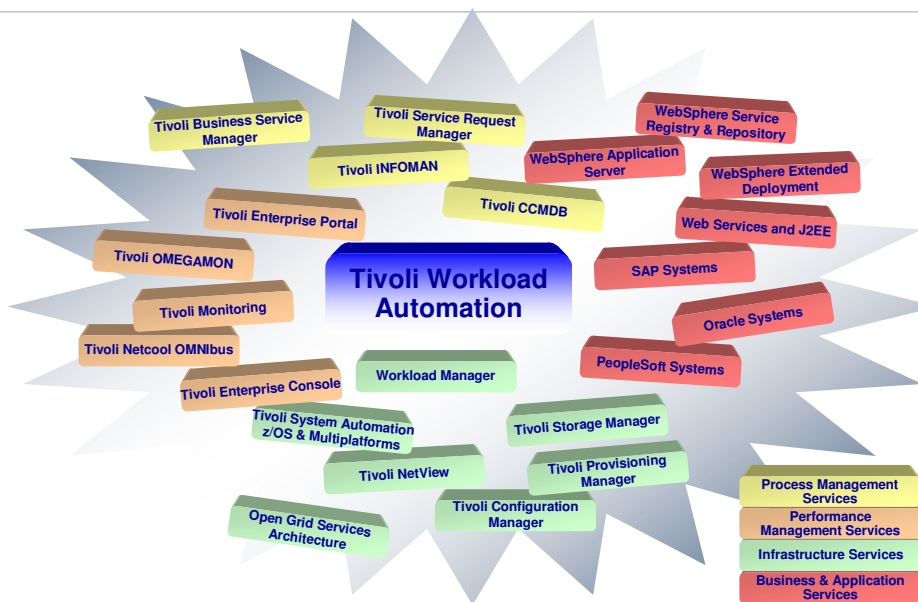 Tivoli Business Service
Manager
Tivoli Service Request
Manager
WebSphere Service
Registry & Repository
Tivoli INFOMAN
WebSphere Application
Server
WebSphere Extended
Deployment
Tivoli CCMDB
Tivoli Enterprise Portal
Web Services and J2EE
Tivoli OMEGAMON
Tivoli Workload
Automation
SAP Systems
Tivoli Monitoring
Oracle Systems
Tivoli Netcool OMNIbus
PeopleSoft Systems
Tivoli Enterprise Console
Workload Manager
Tivoli System Automation
z/OS & Multiplatforms
Tivoli Storage Manager
Tivoli NetView
Tivoli Provisioning
Manager
Open Grid Services
Architecture
Tivoli Configuration
Manager
Process Management
Services
Performance
Management Services
Infrastructure Services
Business & Application
Services